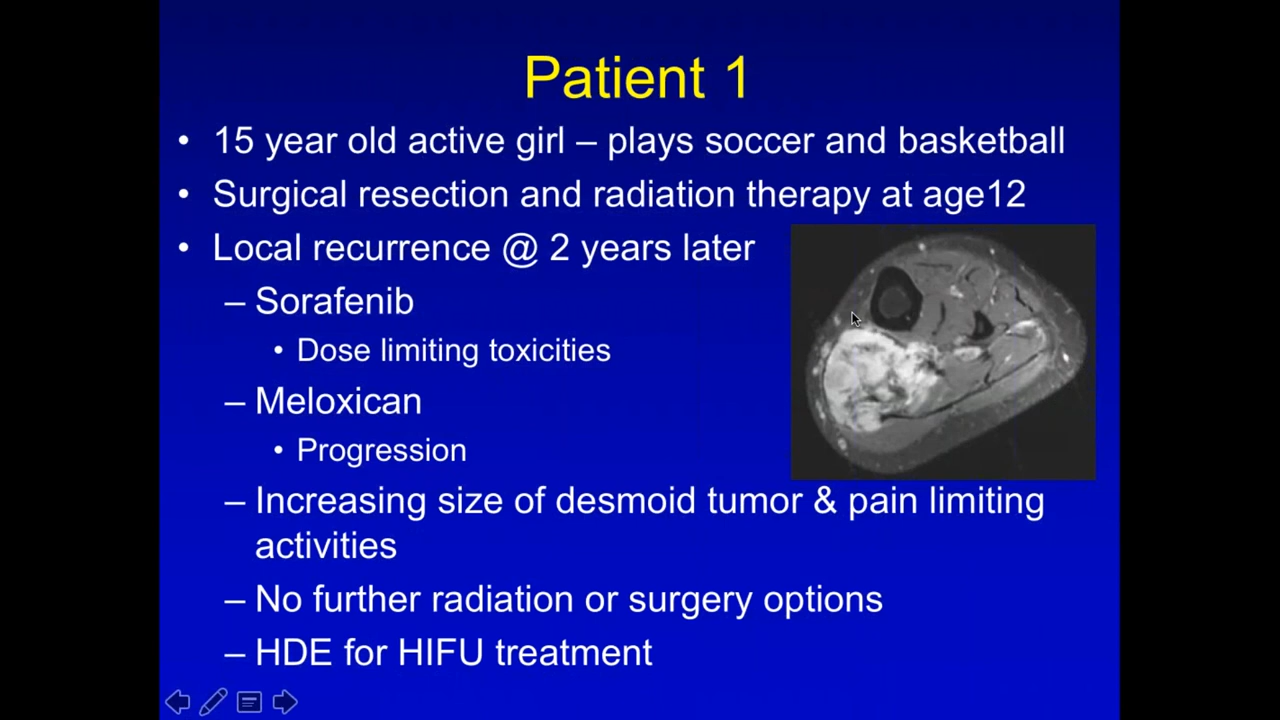 Patient 1
• 15 year old active girl – plays soccer and basketball
• Surgical resection and radiation therapy at age12
• Local recurrence @ 2 years later
– Sorafenib
• Dose limiting toxicities
– Meloxican
• Progression
– Increasing size of desmoid tumor & pain limiting
activities
– No further radiation or surgery options
– HDE for HIFU treatment